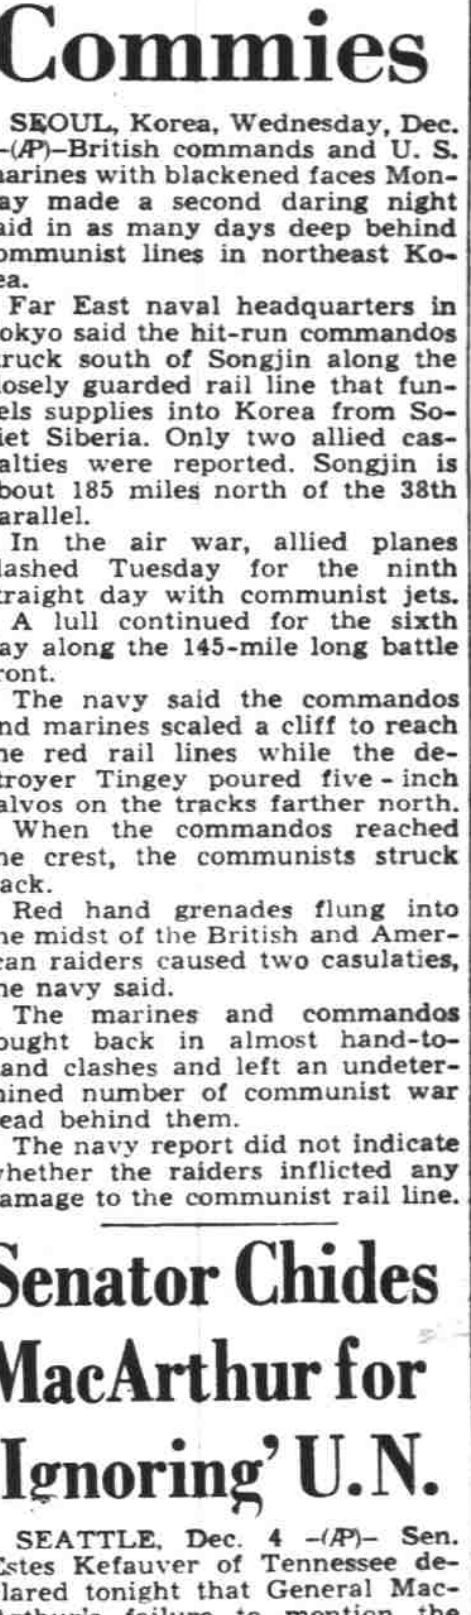 Commies
SEOUL, Korea, Wednesday, Dec.
-(AP)-British commands and U. S.
arines with blackened faces Mon-
ay made a second daring night
aid in as many days deep behind
ommunist lines in northeast Ko-
ea.
Far East naval headquarters in
okyo said the hit-run commandos
ruck south of Songjin along the
losely guarded rail line that fun-
els supplies into Korea from So-
iet Siberia. Only two allied cas-
alties were reported. Songjin is
bout 185 miles north of the 38th
arallel.
In the air war, allied planes
lashed Tuesday for the ninth
traight day with communist jets.
A lull continued for the sixth
ay along the 145-mile long battle
ront.
The navy said the commandos
nd marines scaled a cliff to reach
he red rail lines while the de-
troyer Tingey poured five-inch
alvos on the tracks farther north.
When the commandos reached
he crest, the communists struck
ack.
Red hand grenades flung into
he midst of the British and Amer-
can raiders caused two casulaties,
he navy said.
The marines and commandos
ought back in almost hand-to-
and clashes and left an undeter-
nined number of communist war
ead behind them.
The navy report did not indicate
whether the raiders inflicted any
amage to the communist rail line.
Senator Chides
MacArthur for
Ignoring' U.N.
SEATTLE, Dec. 4 -(AP)- Sen.
Estes Kefauver of Tennessee de-
lared tonight that General Mac-
Arthur's failure to mention the